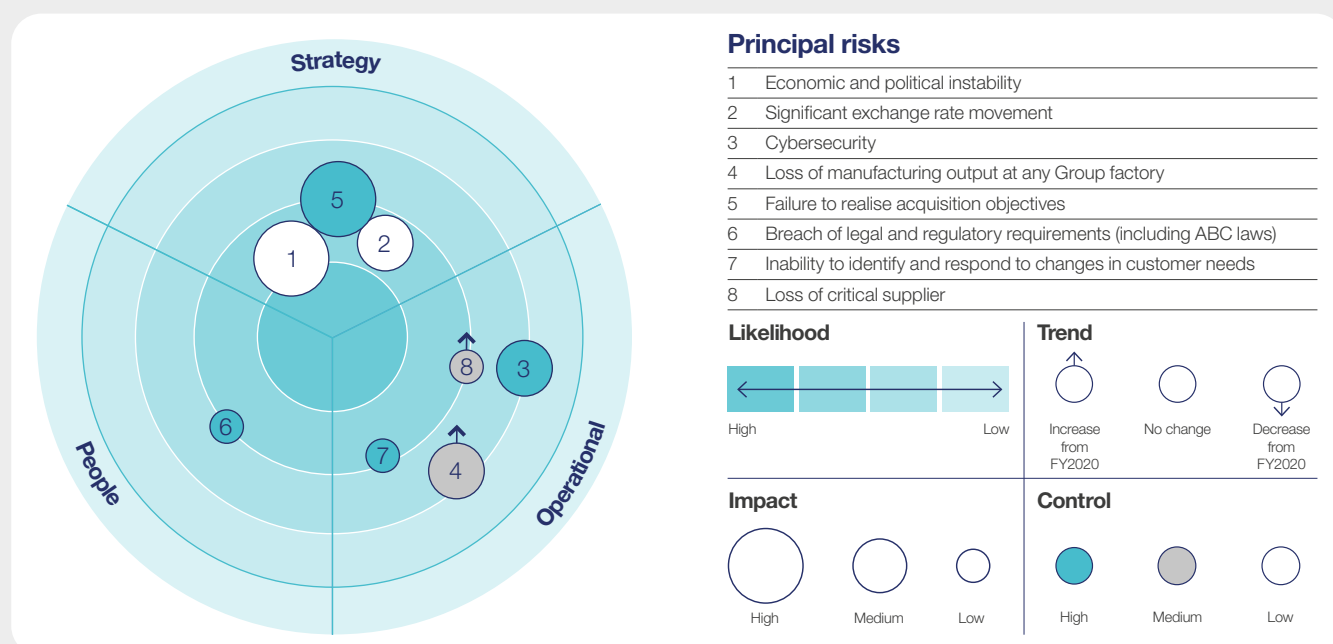 Strategy
5
2
1
8
3
6
7
4
People
Operational
Principal risks
1 Economic and political instability
2 Significant exchange rate movement
3 Cybersecurity
4 Loss of manufacturing output at any Group factory
5 Failure to realise acquisition objectives
6 Breach of legal and regulatory requirements (including ABC laws)
7 Inability to identify and respond to changes in customer needs
8 Loss of critical supplier
Likelihood
High Low
Trend
Increase
from
FY2020
No change
Decrease
from
FY2020
Impact
High Medium Low
Control
High Medium Low